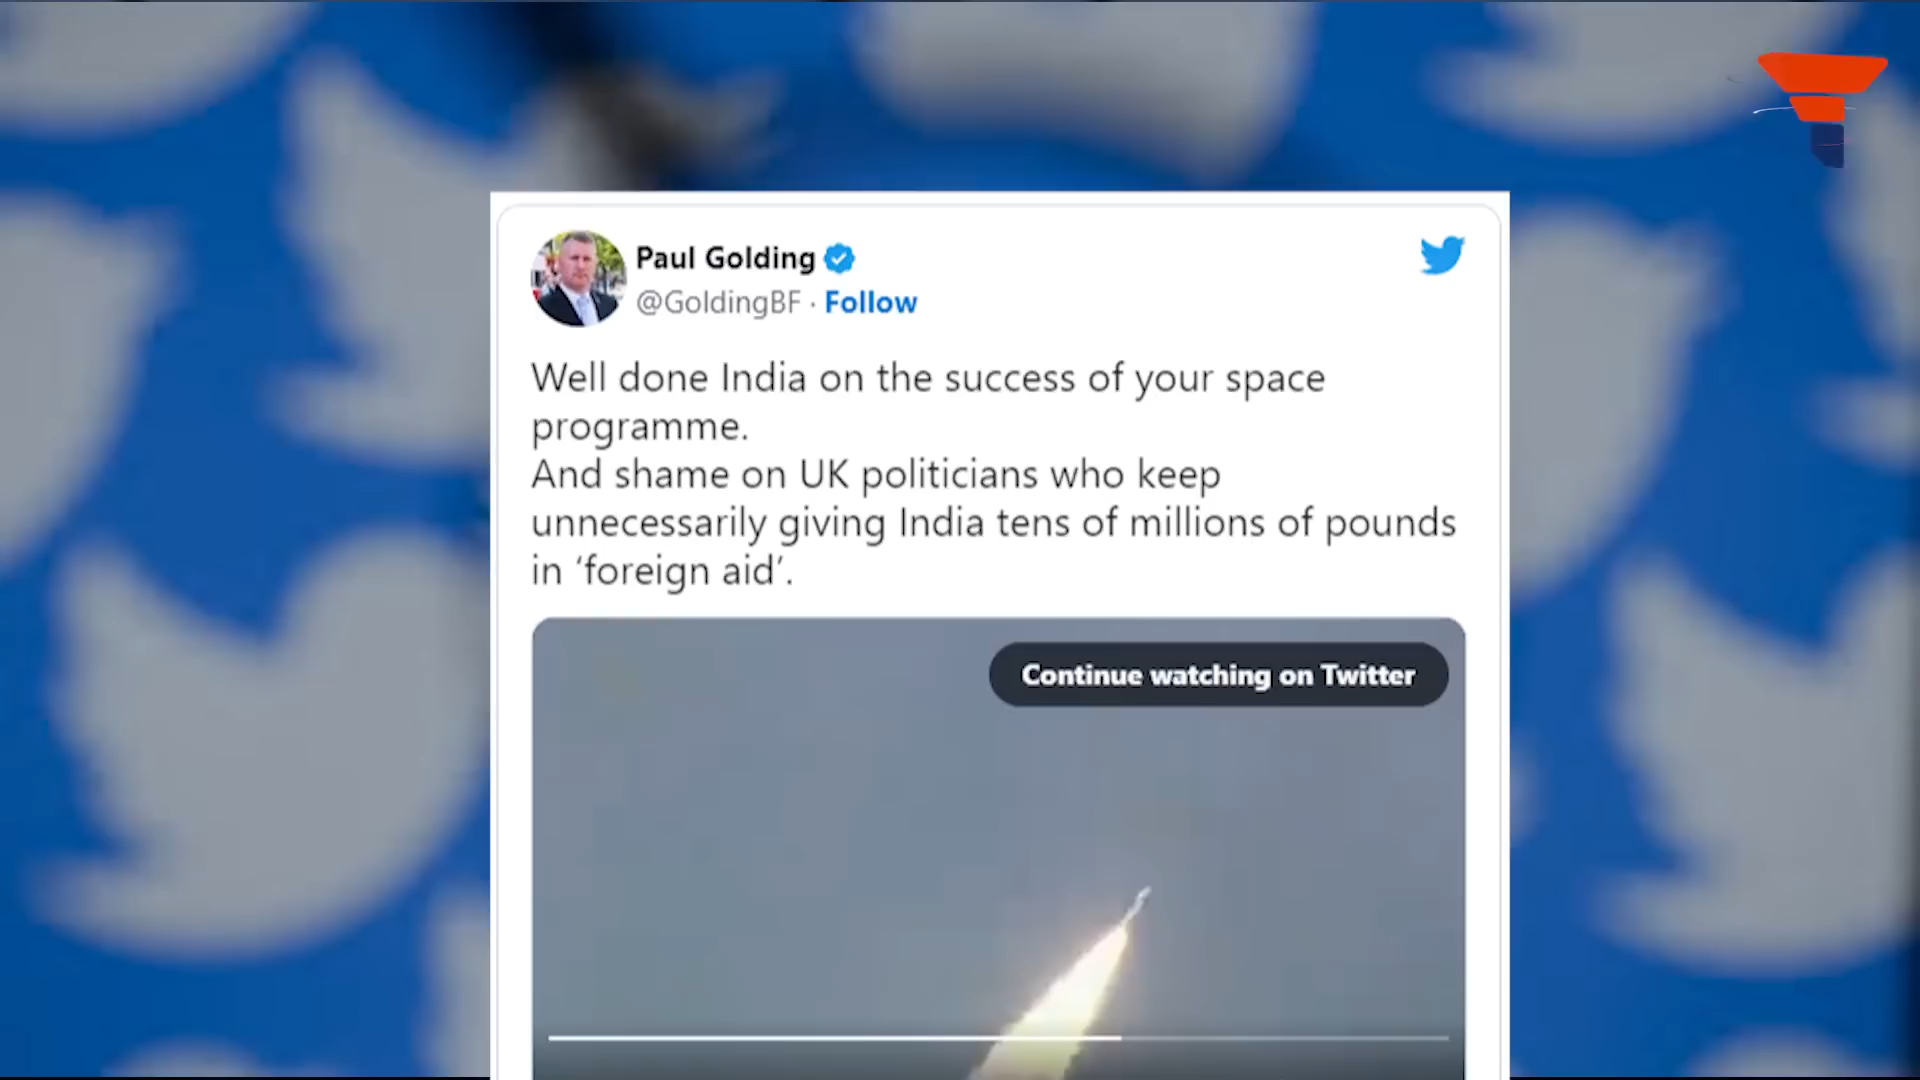 Paul Golding
@GoldingBF · Follow
Well done India on the success of your space
programme.
And shame on UK politicians who keep
unnecessarily giving India tens of millions of pounds
in ‘foreign aid’.
Continue watching on Twitter